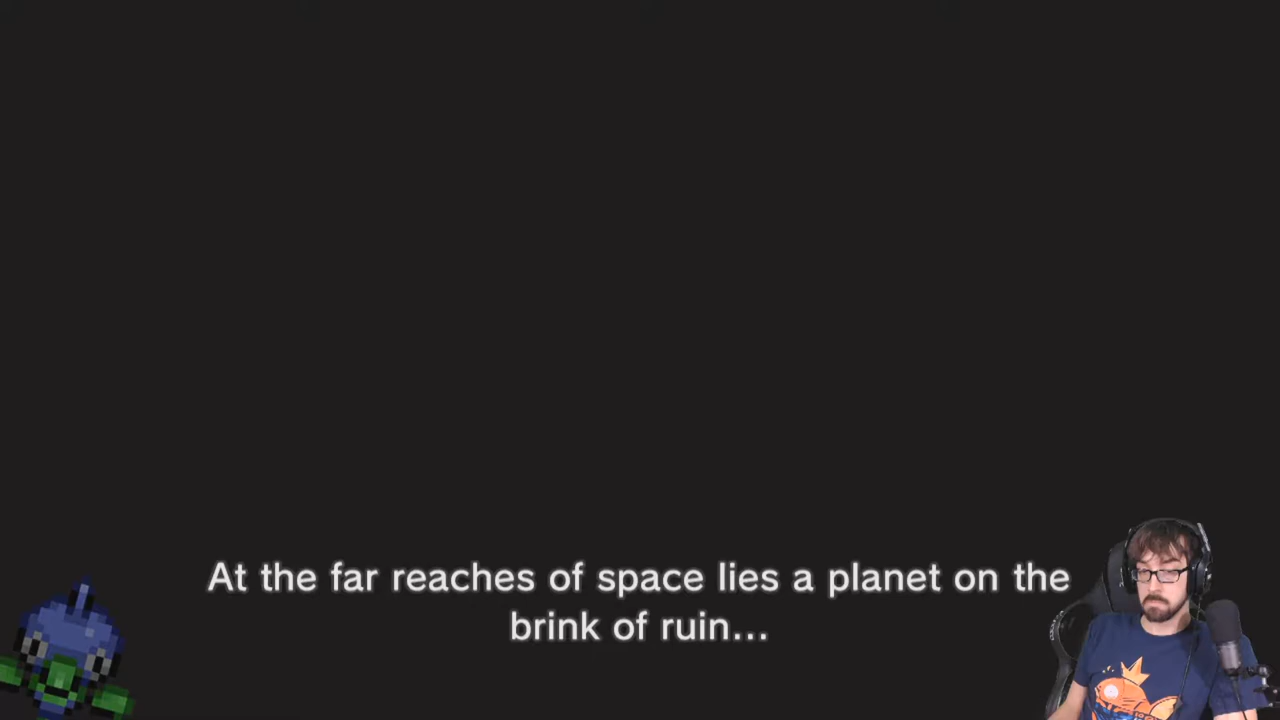 At the far reaches of space lies a planet on the
brink of ruin...